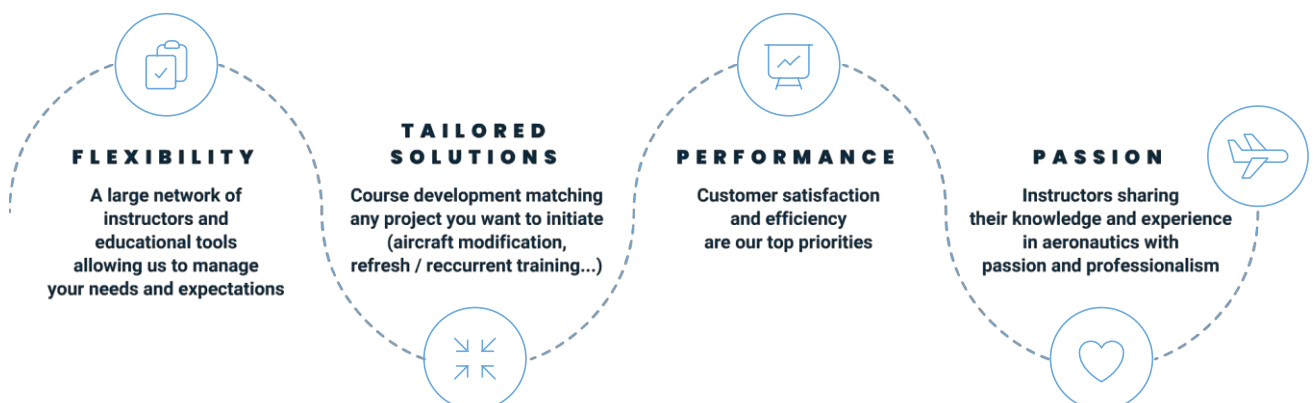 FLEXIBILITY
A large network of
instructors and
educational tools
allowing us to manage
your needs and expectations
TAILORED
SOLUTIONS
Course development matching
any project you want to initiate
(aircraft modification,
refresh / reccurrent training...)
PERFORMANCE
Customer satisfaction
and efficiency
are our top priorities
PASSION
Instructors sharing
their knowledge and experience
in aeronautics with
passion and professionalism